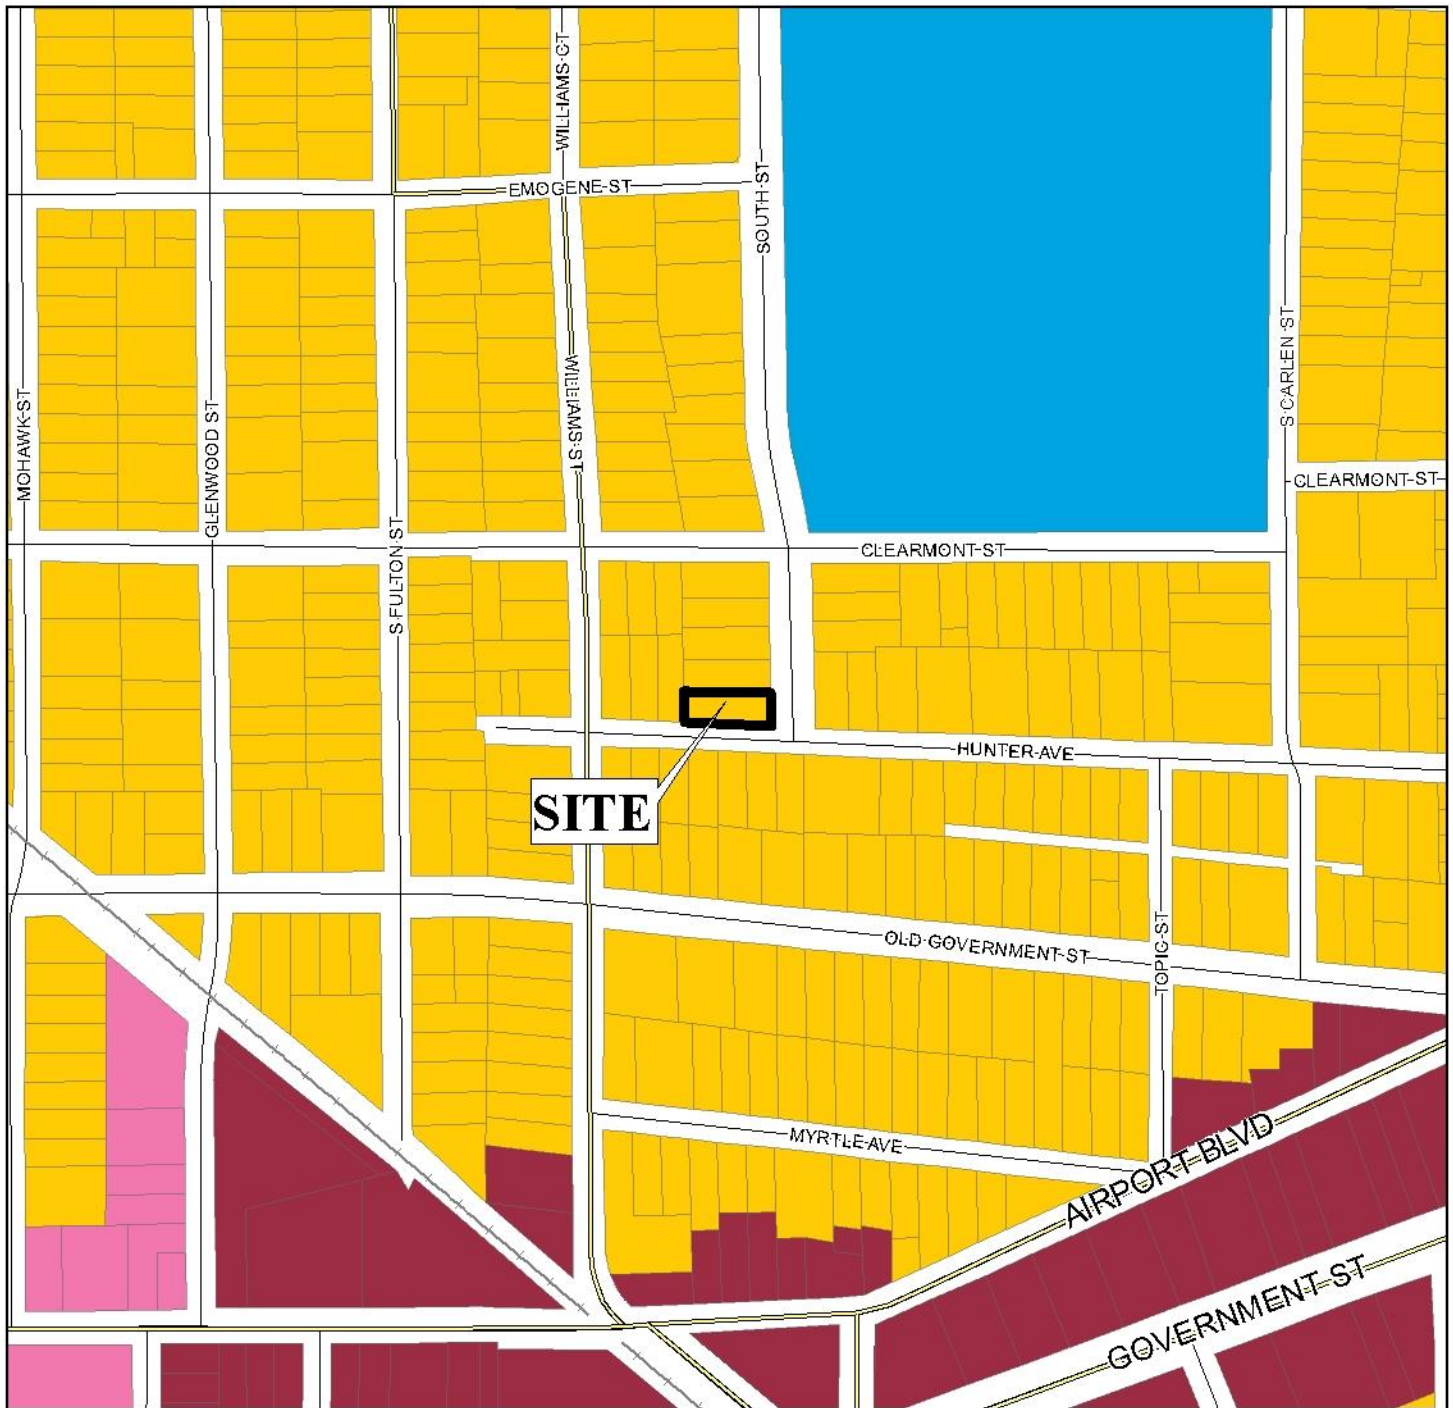 WILLIAMS CT
EMOGENE ST
SOUTH ST
S CARLEN ST
MOHAWK ST
GLENWOOD ST
WILLIAMS ST
CLEARMONT ST
S FULTON ST
CLEARMONT ST
HUNTER AVE
SITE
OLD GOVERNMENT ST
TOPIC ST
MYRTLE AVE
AIRPORT BLVD
GOVERNMENT ST